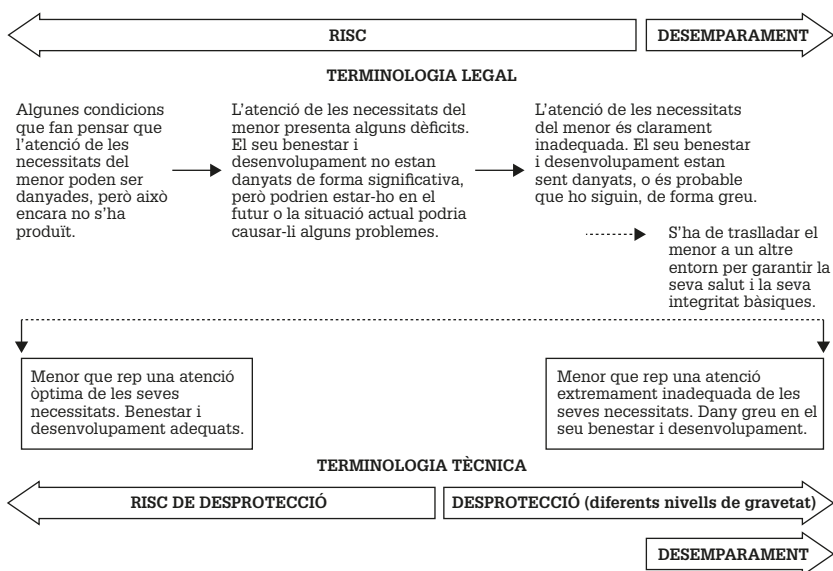 RISC
DESEMPARAMENT
TERMINOLOGIA LEGAL
Algunes condicions
que fan pensar que
l’atenció de les
necessitats del
menor poden ser
danyades, però això
encara no s’ha
produït.
L’atenció de les necessitats del
menor presenta alguns dèficits.
El seu benestar i
desenvolupament no estan
danyats de forma significativa,
però podrien estar-ho en el
futur o la situació actual podria
causar-li alguns problemes.
L’atenció de les necessitats
del menor és clarament
inadequada. El seu benestar
i desenvolupament estan
sent danyats, o és probable
que ho siguin, de forma greu.
S’ha de traslladar el
menor a un altre
entorn per garantir la
seva salut i la seva
integritat bàsiques.
Menor que rep una atenció
òptima de les seves
necessitats. Benestar i
desenvolupament adequats.
Menor que rep una atenció
extremament inadequada de les
seves necessitats. Dany greu en el
seu benestar i desenvolupament.
TERMINOLOGIA TÈCNICA
RISC DE DESPROTECCIÓ
DESPROTECCIÓ (diferents nivells de gravetat)
DESEMPARAMENT